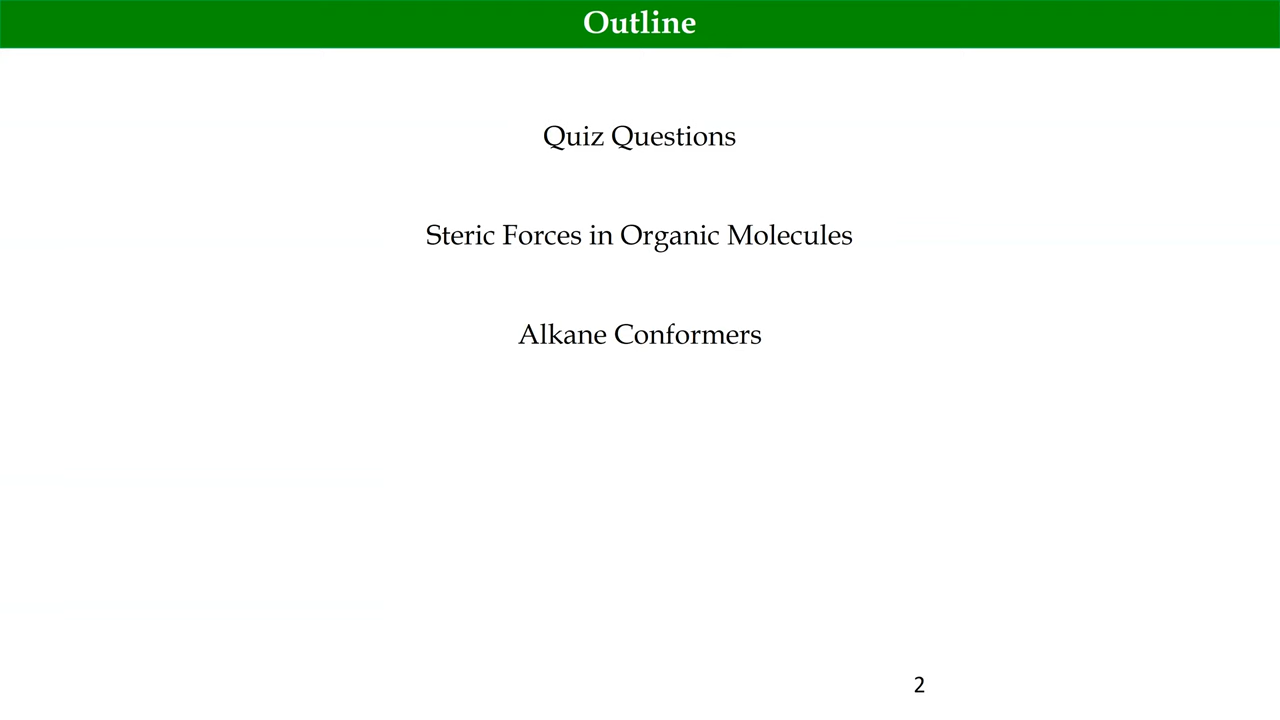 Outline
Quiz Questions
Steric Forces in Organic Molecules
Alkane Conformers
2